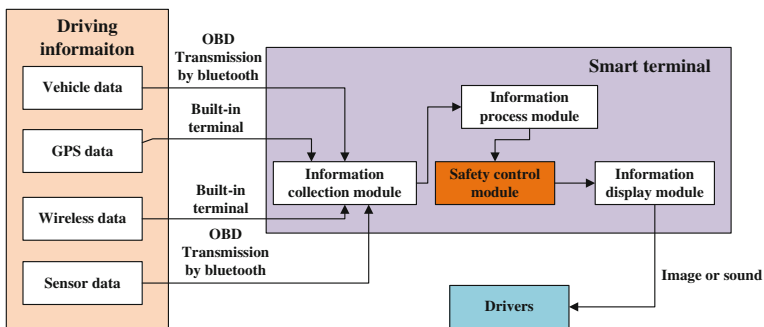 Driving
informaiton
Vehicle data
GPS data
Wireless data
Sensor data
OBD
Transmission
by bluetooth
Built-in
terminal
Built-in
terminal
OBD
Transmission
by bluetooth
Smart terminal
Information
process module
Information
collection module
Safety control
module
Information
display module
Image or sound
Drivers